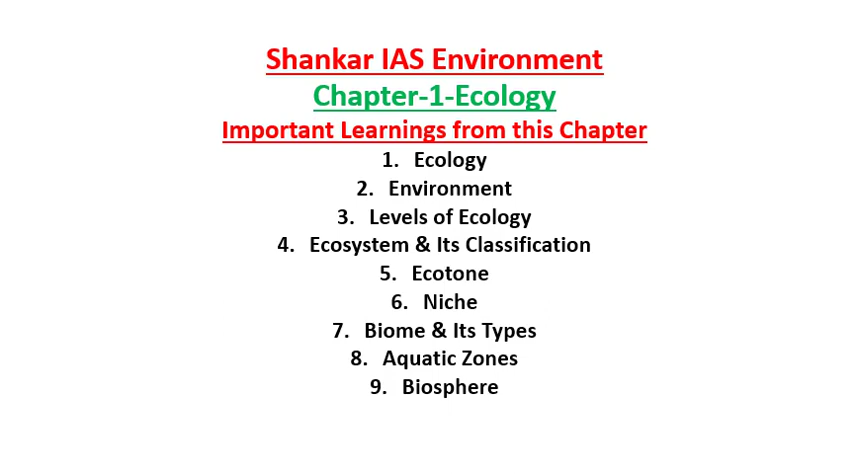 Shankar IAS Environment
Chapter-1-Ecology
Important Learnings from this Chapter
1. Ecology
2. Environment
3. Levels of Ecology
4. Ecosystem & Its Classification
5. Ecotone
6. Niche
7. Biome & Its Types
8. Aquatic Zones
9. Biosphere